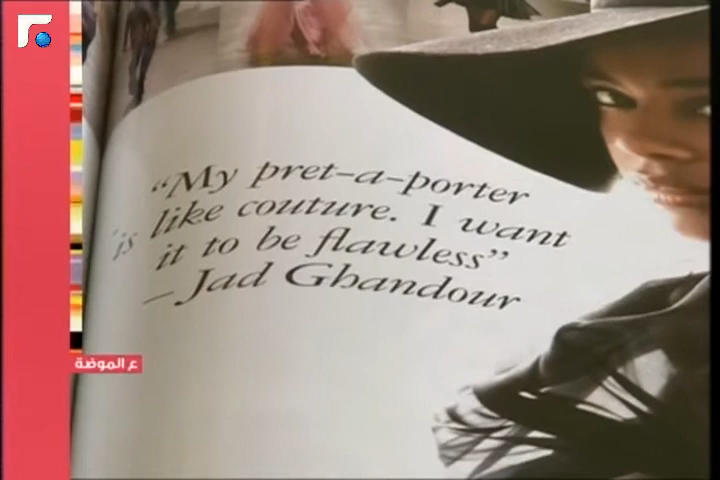 “My pret-a-porter
is like couture. I want
it to be flawless”
– Jad Ghandour
ع الموضة